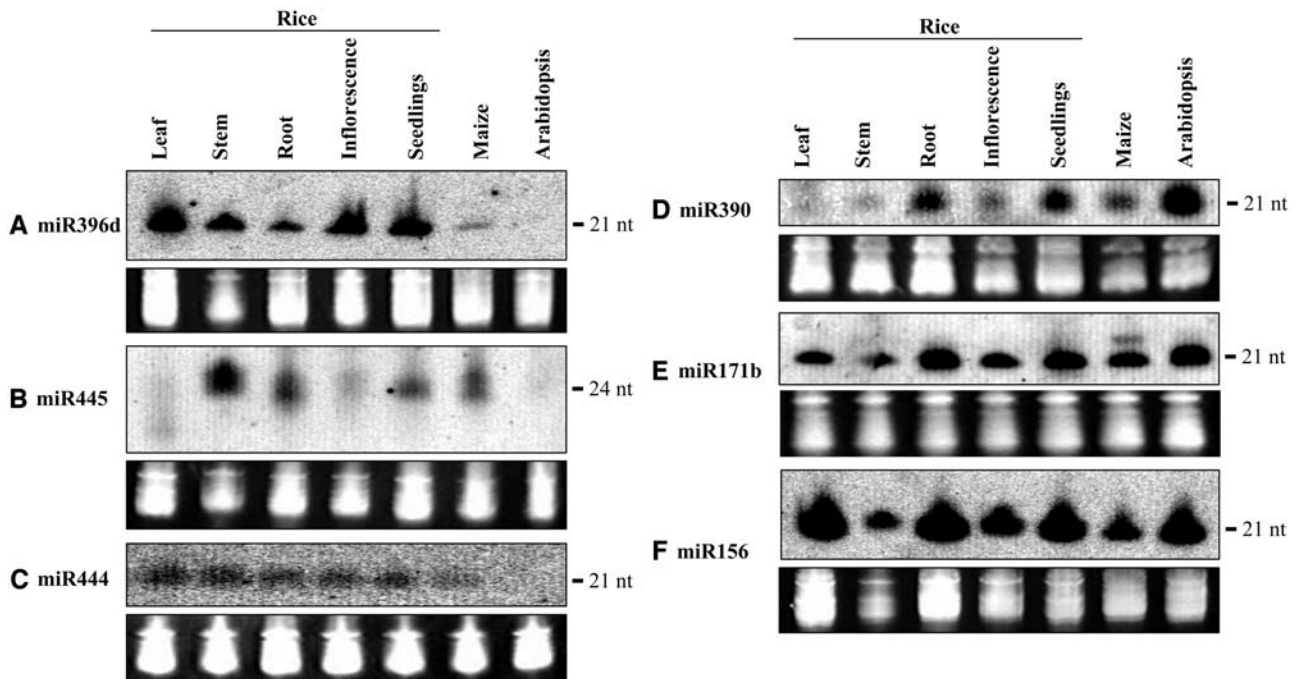 Rice
Leaf
Stem
Root
Inflorescence
Seedlings
Maize
Arabidopsis
A miR396d
21 nt
B miR445
24 nt
C miR444
21 nt
Rice
Leaf
Stem
Root
Inflorescence
Seedlings
Maize
Arabidopsis
D miR390
21 nt
E miR171b
21 nt
F miR156
21 nt